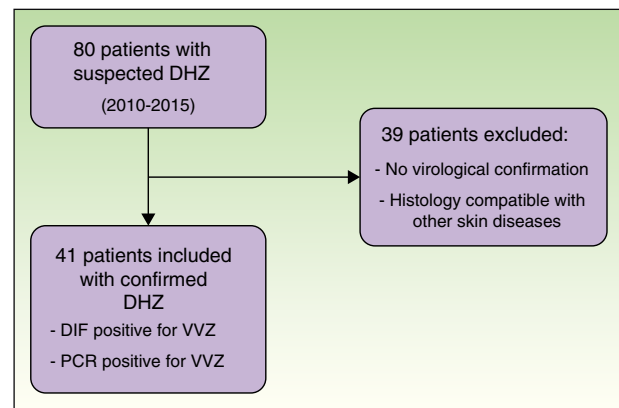 80 patients with
suspected DHZ
(2010-2015)
39 patients excluded:
- No virological confirmation
- Histology compatible with
other skin diseases
41 patients included
with confirmed
DHZ
- DIF positive for VVZ
- PCR positive for VVZ